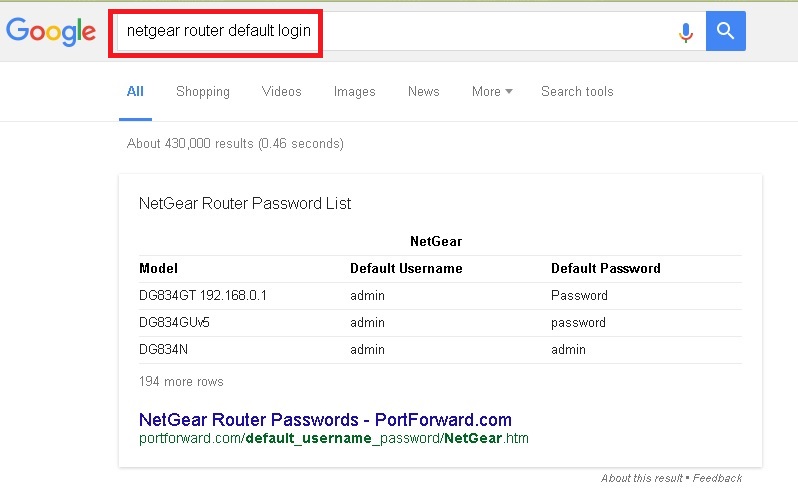 Google netgear router default login
All Shopping Videos Images News More Search tools
About 430,000 results (0.46 seconds)
NetGear Router Password List
NetGear
Model Default Username Default Password
DG834GT 192.168.0.1 admin Password
DG834GUv5 admin password
DG834N admin admin
194 more rows
NetGear Router Passwords - PortForward.com
portforward.com/default_username_password/NetGear.htm
About this result • Feedback